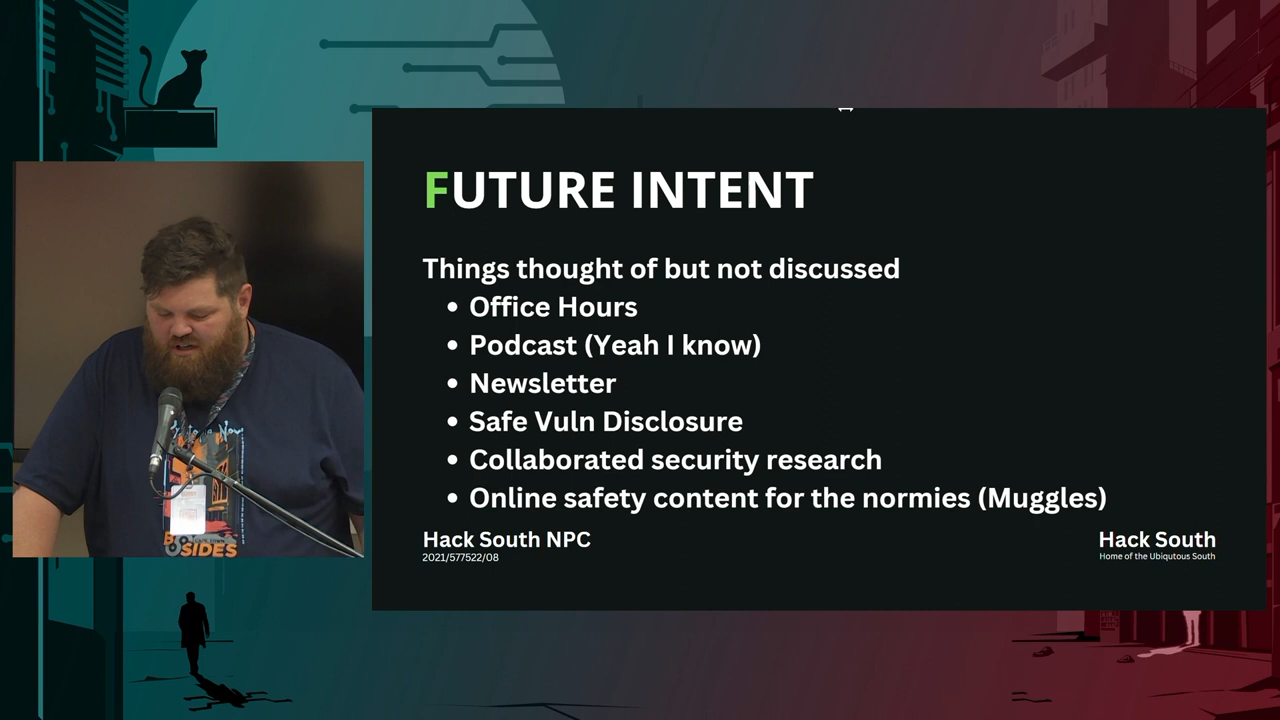 FUTURE INTENT
Things thought of but not discussed
• Office Hours
• Podcast (Yeah I know)
• Newsletter
• Safe Vuln Disclosure
• Collaborated security research
• Online safety content for the normies (Muggles)
Hack South NPC
2021/577522/08
Hack South
Home of the Ubiqutous South
SIDES